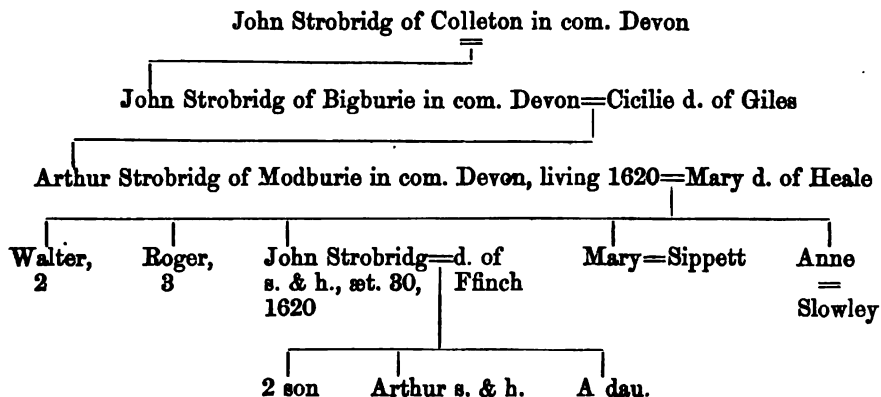 John Strobridg of Colleton in com. Devon
=
John Strobridg of Bigburie in com. Devon=Cicilie d. of Giles
Arthur Strobridg of Modburie in com. Devon, living 1620=Mary d. of Heale
Walter, Roger, John Strobridg=d. of Mary=Sippett Anne
2 3 s. & h., æt. 30, Ffinch =
1620 Slowley
2 son Arthur s. & h. A dau.